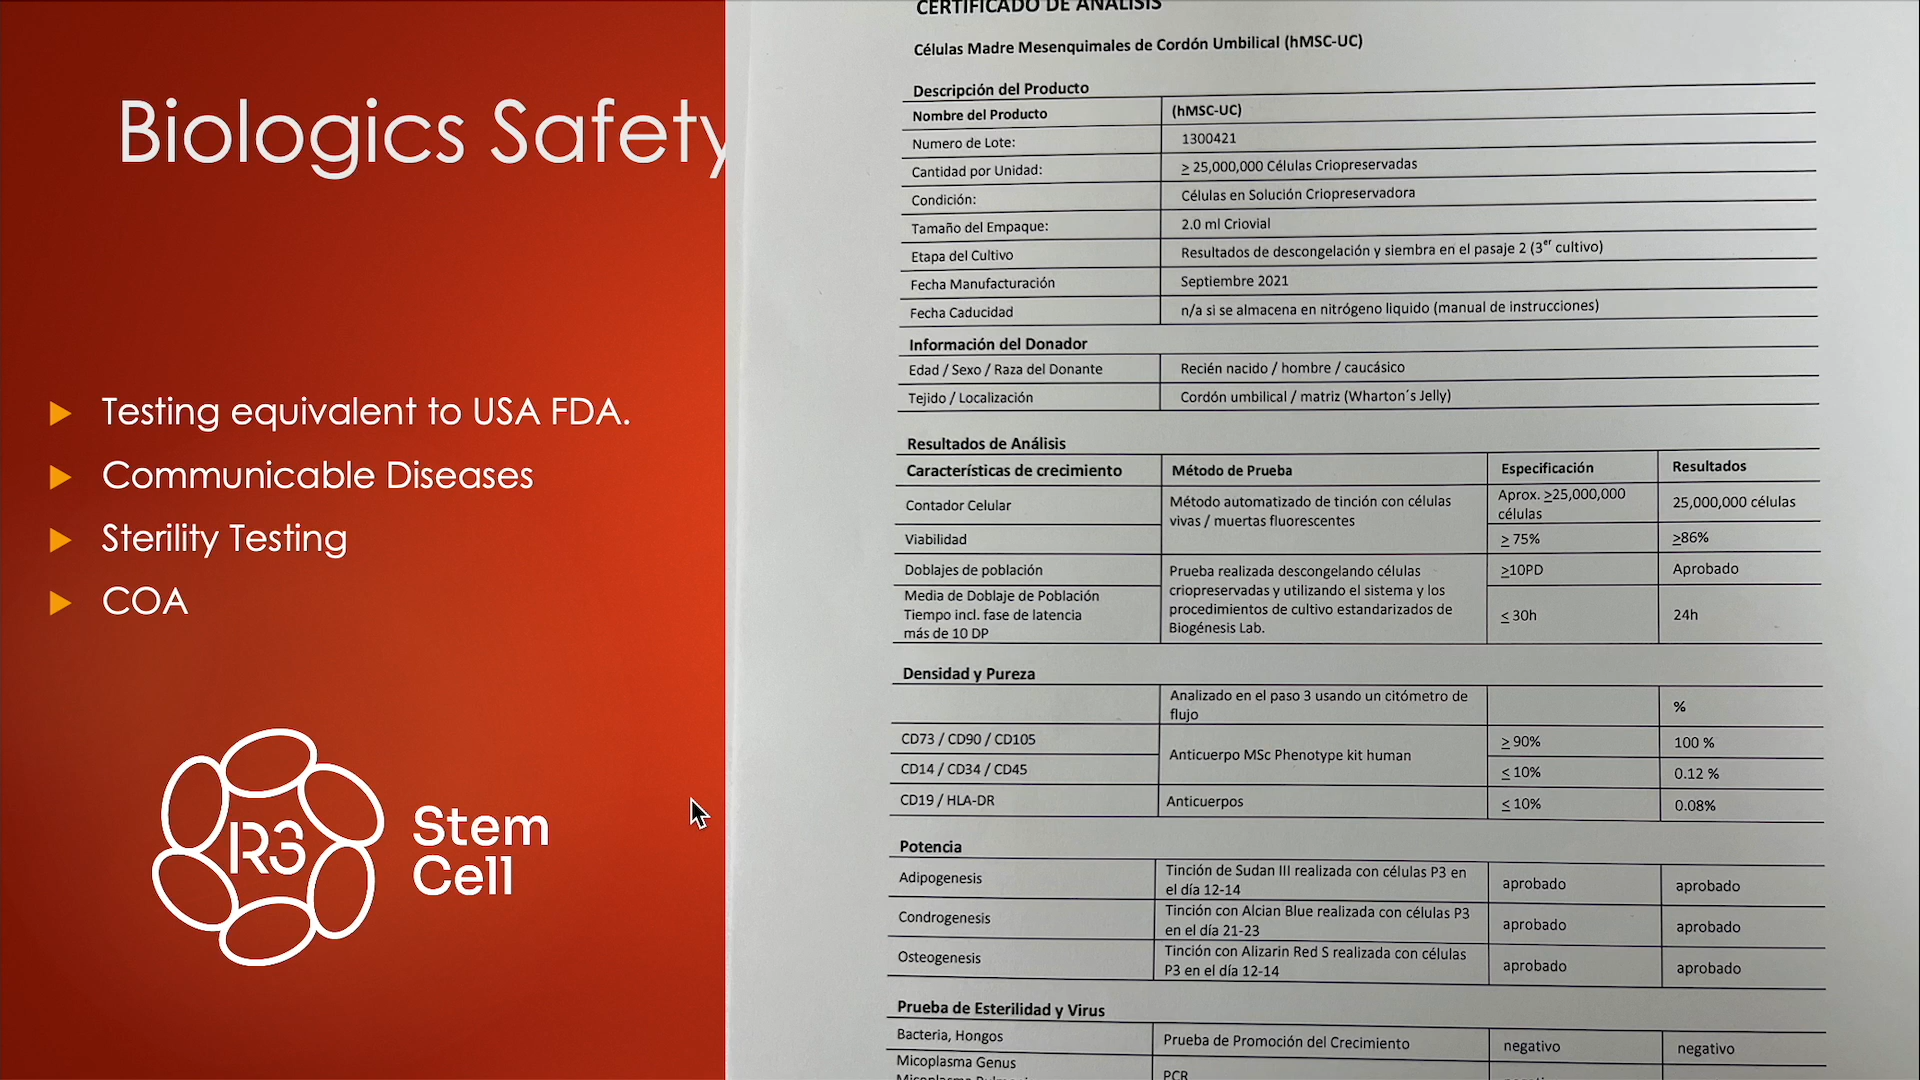 Biologics Safety
Testing equivalent to USA FDA.
Communicable Diseases
Sterility Testing
COA
R3 Stem
Cell
CERTIFICADO DE ANÁLISIS
Células Madre Mesenquimales de Cordón Umbilical (hMSC-UC)
Descripción del Producto
Nombre del Producto (hMSC-UC)
Numero de Lote: 1300421
Cantidad por Unidad: ≥ 25,000,000 Células Criopreservadas
Condición: Células en Solución Criopreservadora
Tamaño del Empaque: 2.0 ml Criovial
Etapa del Cultivo Resultados de descongelación y siembra en el pasaje 2 (3er cultivo)
Fecha Manufacturación Septiembre 2021
Fecha Caducidad n/a si se almacena en nitrógeno liquido (manual de instrucciones)
Información del Donador
Edad / Sexo / Raza del Donante Recién nacido / hombre / caucásico
Tejido / Localización Cordón umbilical / matriz (Wharton´s Jelly)
Resultados de Análisis
Características de crecimiento Método de Prueba Especificación Resultados
Contador Celular Método automatizado de tinción con células vivas / muertas fluorescentes Aprox. ≥25,000,000 células 25,000,000 células
Viabilidad ≥ 75% ≥86%
Doblajes de población Prueba realizada descongelando células criopreservadas y utilizando el sistema y los procedimientos de cultivo estandarizados de Biogénesis Lab. ≥10PD Aprobado
Media de Doblaje de Población
Tiempo incl. fase de latencia
más de 10 DP ≤ 30h 24h
Densidad y Pureza
Analizado en el paso 3 usando un citómetro de flujo %
CD73 / CD90 / CD105 Anticuerpo MSc Phenotype kit human ≥ 90% 100 %
CD14 / CD34 / CD45 ≤ 10% 0.12 %
CD19 / HLA-DR Anticuerpos ≤ 10% 0.08%
Potencia
Adipogenesis Tinción de Sudan III realizada con células P3 en el día 12-14 aprobado aprobado
Condrogenesis Tinción con Alcian Blue realizada con células P3 en el día 21-23 aprobado aprobado
Osteogenesis Tinción con Alizarin Red S realizada con células P3 en el día 12-14 aprobado aprobado
Prueba de Esterilidad y Virus
Bacteria, Hongos Prueba de Promoción del Crecimiento negativo negativo
Micoplasma Genus
PCR